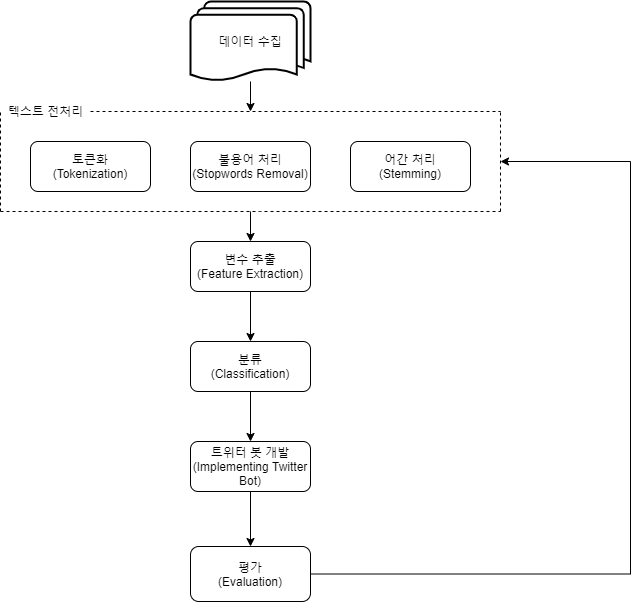 데이터 수집
텍스트 전처리
토큰화
(Tokenization)
불용어 처리
(Stopwords Removal)
어간 처리
(Stemming)
변수 추출
(Feature Extraction)
분류
(Classification)
트위터 봇 개발
(Implementing Twitter
Bot)
평가
(Evaluation)